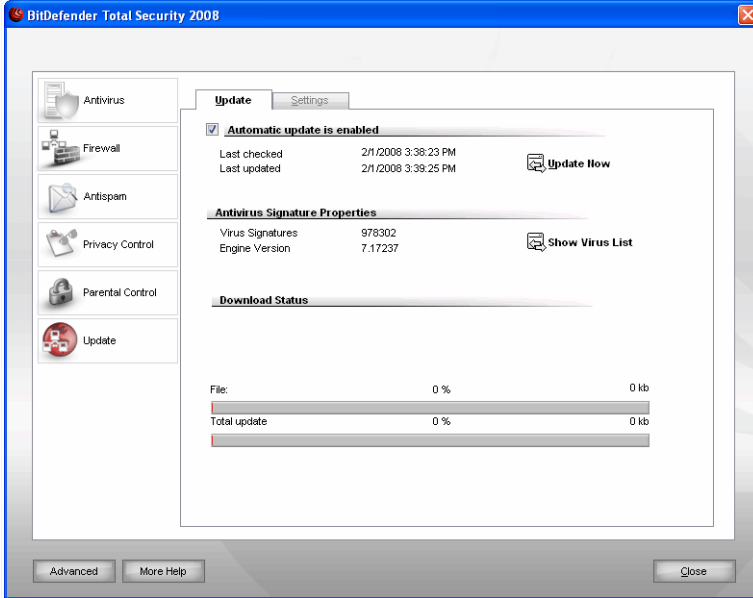 BitDefender Total Security 2008
Antivirus
Firewall
Antispam
Privacy Control
Parental Control
Update
Update Settings
Automatic update is enabled
Last checked 2/1/2008 3:38:23 PM
Last updated 2/1/2008 3:39:25 PM
Update Now
Antivirus Signature Properties
Virus Signatures 978302
Engine Version 7.17237
Show Virus List
Download Status
File: 0 % 0 kb
Total update 0 % 0 kb
Advanced More Help Close